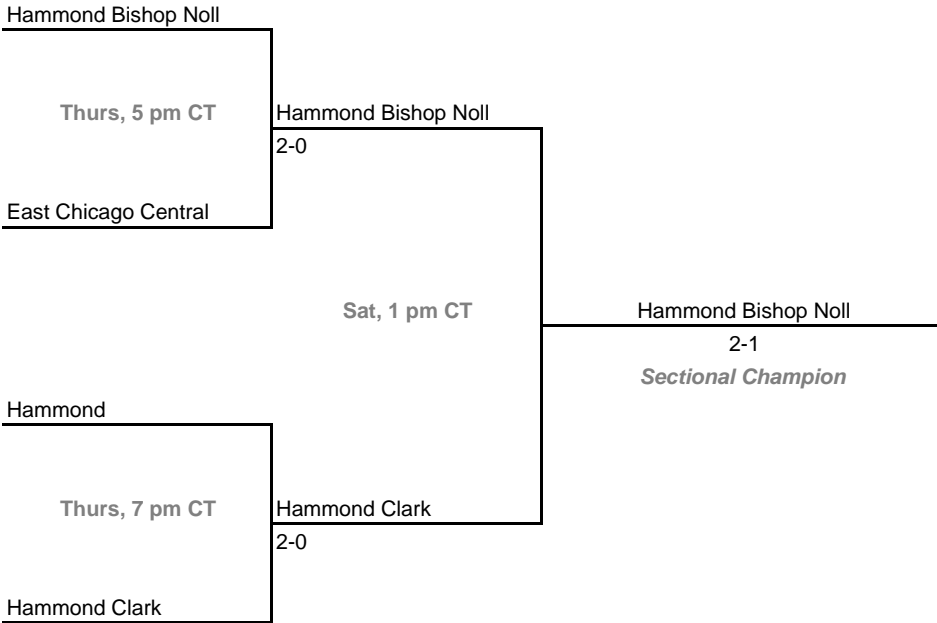 Hammond Bishop Noll
Thurs, 5 pm CT
Hammond Bishop Noll
2-0
East Chicago Central
Sat, 1 pm CT
Hammond Bishop Noll
2-1
Sectional Champion
Hammond
Thurs, 7 pm CT
Hammond Clark
2-0
Hammond Clark